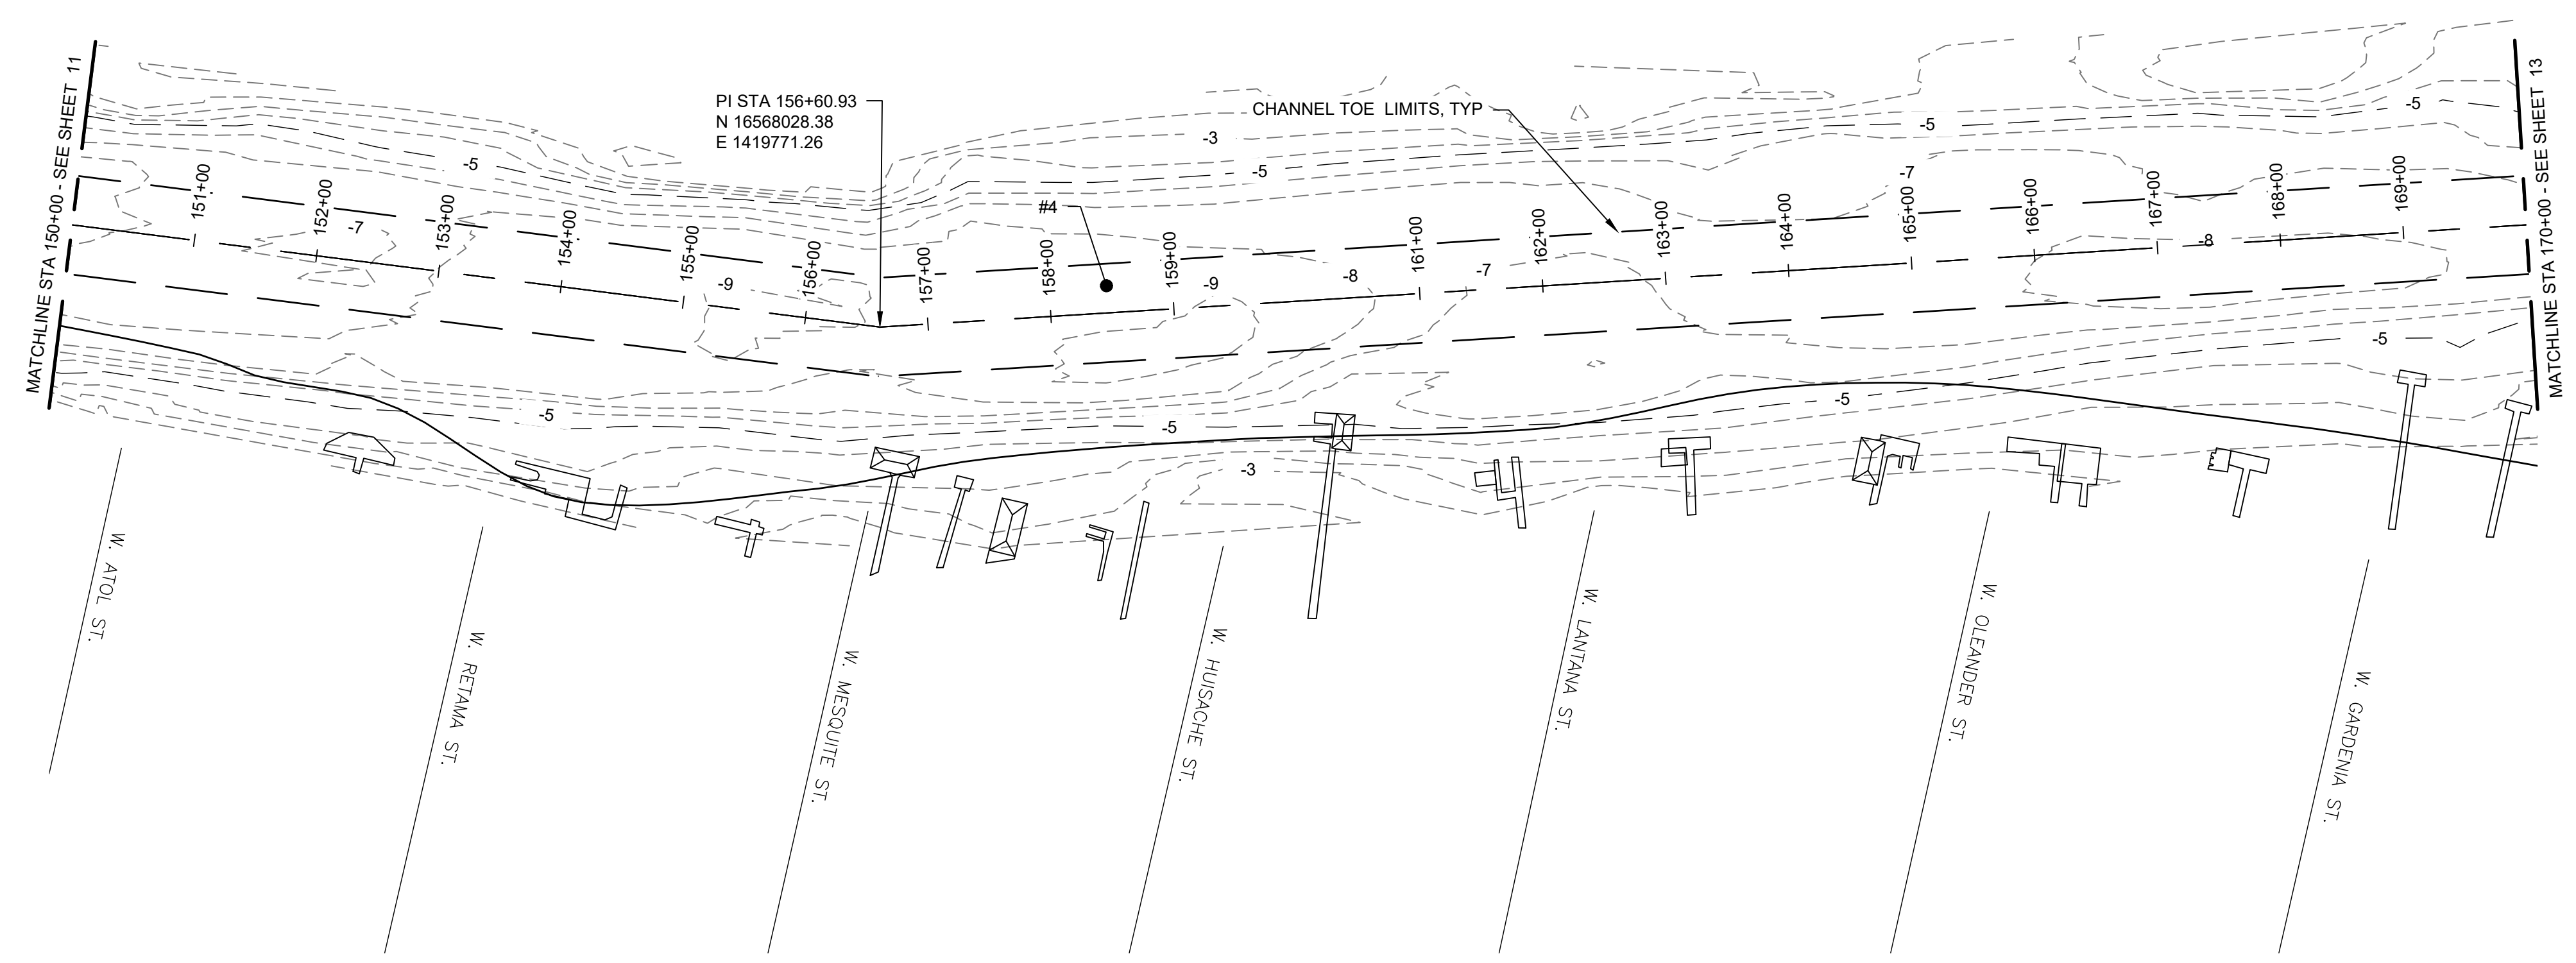 MATCHLINE STA 150+00 - SEE SHEET 11
PI STA 156+60.93
N 16568028.38
E 1419771.26
CHANNEL TOE LIMITS, TYP
#4
MATCHLINE STA 170+00 - SEE SHEET 13
151+00
152+00
153+00
154+00
155+00
156+00
157+00
158+00
159+00
161+00
162+00
163+00
164+00
165+00
166+00
167+00
168+00
169+00
-5
-3
-5
-5
-5
-7
-7
-9
-9
-8
-7
-8
-5
-5
-5
-5
-3
W. ATOL ST.
W. RETAMA ST.
W. MESQUITE ST.
W. HUISACHE ST.
W. LANTANA ST.
W. OLEANDER ST.
W. GARDENIA ST.